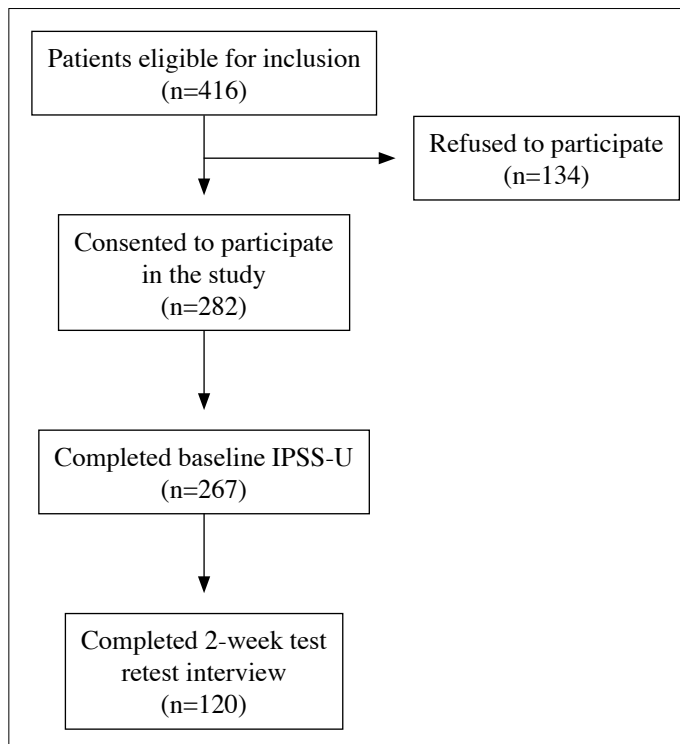 Patients eligible for inclusion
(n=416)
Refused to participate
(n=134)
Consented to participate
in the study
(n=282)
Completed baseline IPSS-U
(n=267)
Completed 2-week test
retest interview
(n=120)